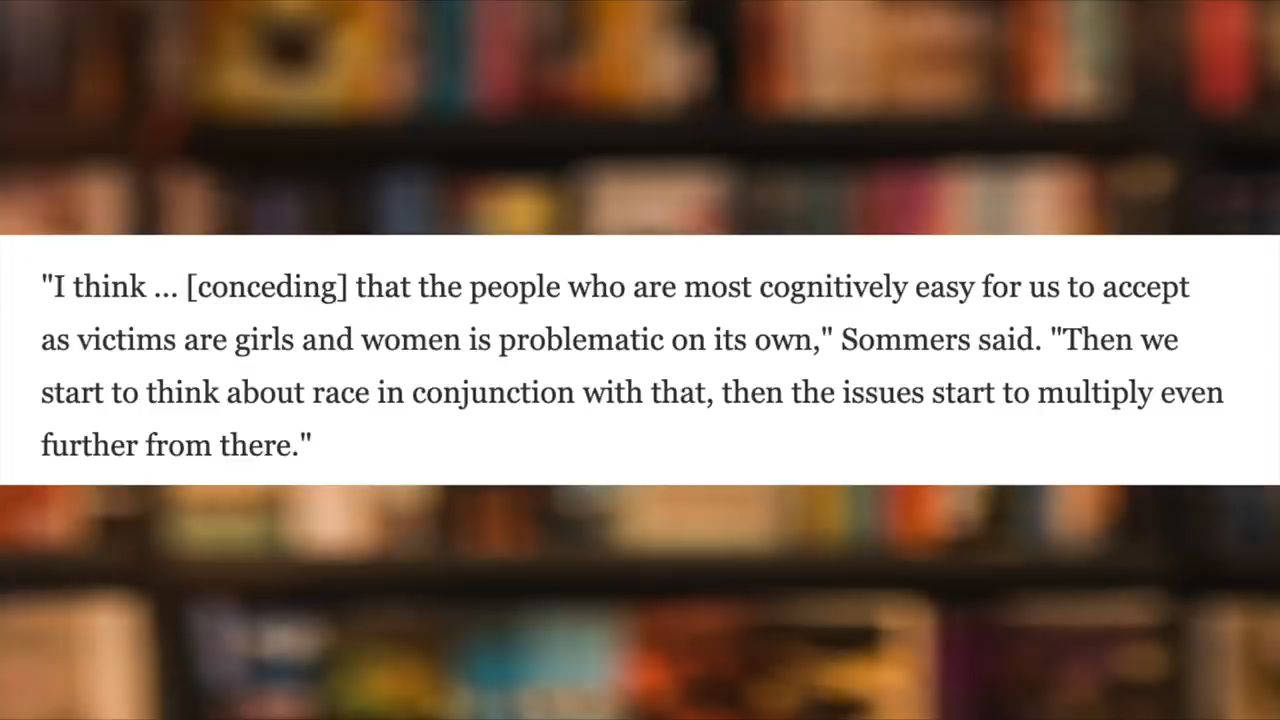 "I think ... [conceding] that the people who are most cognitively easy for us to accept
as victims are girls and women is problematic on its own," Sommers said. "Then we
start to think about race in conjunction with that, then the issues start to multiply even
further from there."